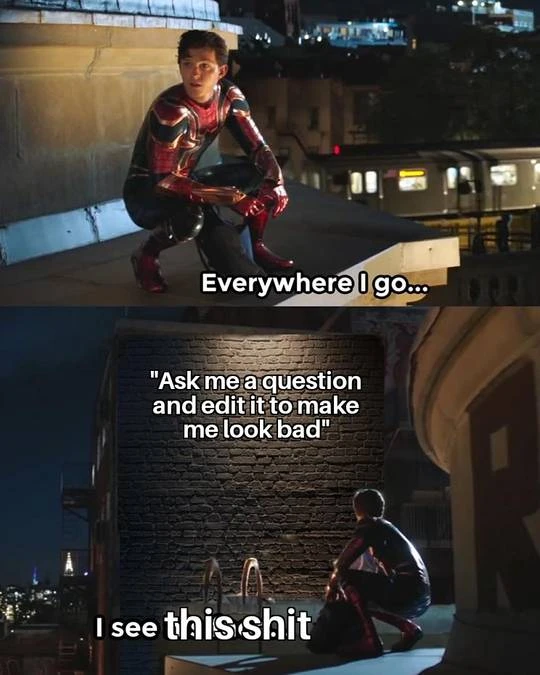 Everywhere I go...
"Ask me a question
and edit it to make
me look bad"
I see this shit